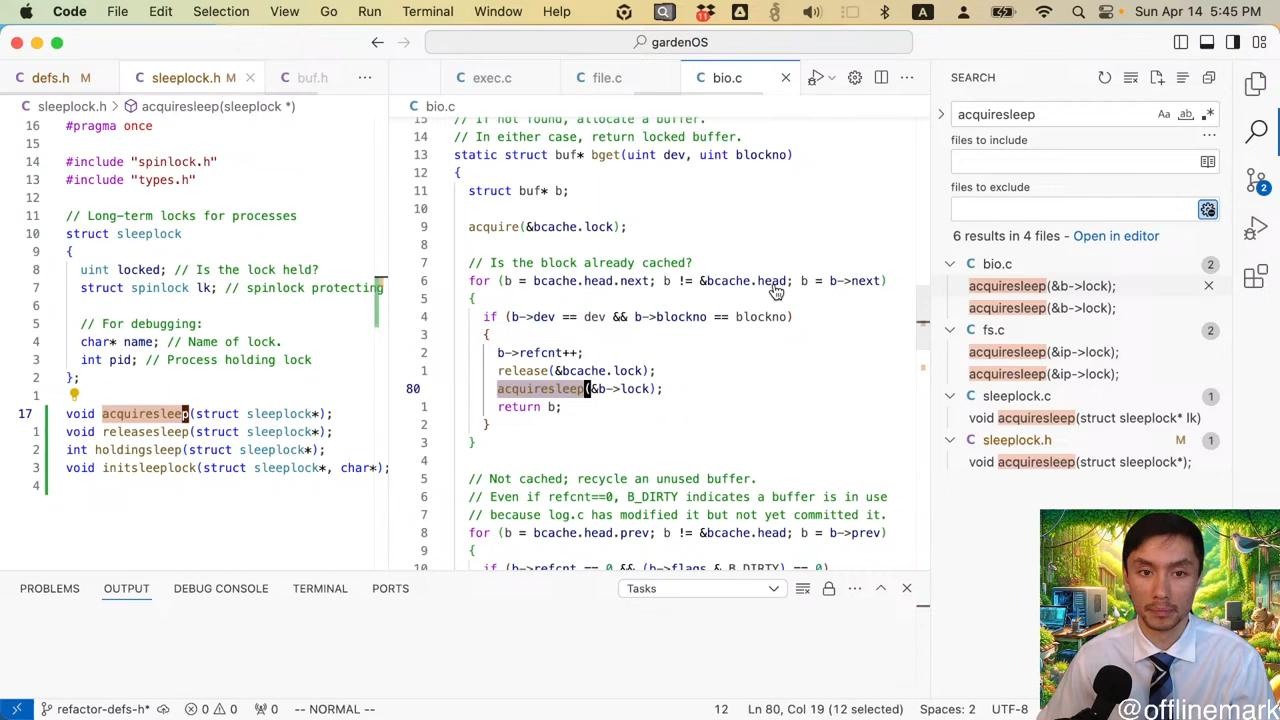 Code File Edit Selection View Go Run Terminal Window Help 11 A Sun Apr 14 5:45 PM
gardenOS
defs.h M
sleeplock.h M
buf.h
exec.c
file.c
bio.c
sleeplock.h > acquiresleep(sleeplock *)
16 #pragma once
15
14 #include "spinlock.h"
13 #include "types.h"
12
11 // Long-term locks for processes
10 struct sleeplock
9 {
8 uint locked; // Is the lock held?
7 struct spinlock lk; // spinlock protecting
6
5 // For debugging:
4 char* name; // Name of lock.
3 int pid; // Process holding lock
2 };
1
17 void acquiresleep(struct sleeplock*);
1 void releasesleep(struct sleeplock*);
2 int holdingsleep(struct sleeplock*);
3 void initsleeplock(struct sleeplock*, char*);
4
bio.c
15 // If not found, allocate a buffer.
14 // In either case, return locked buffer.
13 static struct buf* bget(uint dev, uint blockno)
12 {
11 struct buf* b;
10
9 acquire(&bcache.lock);
8
7 // Is the block already cached?
6 for (b = bcache.head.next; b != &bcache.head; b = b->next)
5 {
4 if (b->dev == dev && b->blockno == blockno)
3 {
2 b->refcnt++;
1 release(&bcache.lock);
80 acquiresleep(&b->lock);
1 return b;
2 }
3 }
4
5 // Not cached; recycle an unused buffer.
6 // Even if refcnt==0, B_DIRTY indicates a buffer is in use
7 // because log.c has modified it but not yet committed it.
8 for (b = bcache.head.prev; b != &bcache.head; b = b->prev)
9 {
10 if (b->refcnt == 0 && (b->flags & B_DIRTY) == 0)
SEARCH
acquiresleep Aa ab .*
files to include
files to exclude
6 results in 4 files - Open in editor
bio.c 2
acquiresleep(&b->lock);
acquiresleep(&b->lock);
fs.c 2
acquiresleep(&ip->lock);
acquiresleep(&ip->lock);
sleeplock.c 1
void acquiresleep(struct sleeplock* lk)
sleeplock.h M 1
void acquiresleep(struct sleeplock*);
2
PROBLEMS OUTPUT DEBUG CONSOLE TERMINAL PORTS Tasks
refactor-defs-h* 0 0 0 -- NORMAL -- 12 Ln 80, Col 19 (12 selected) Spaces: 2 UTF-8
@offlinemark